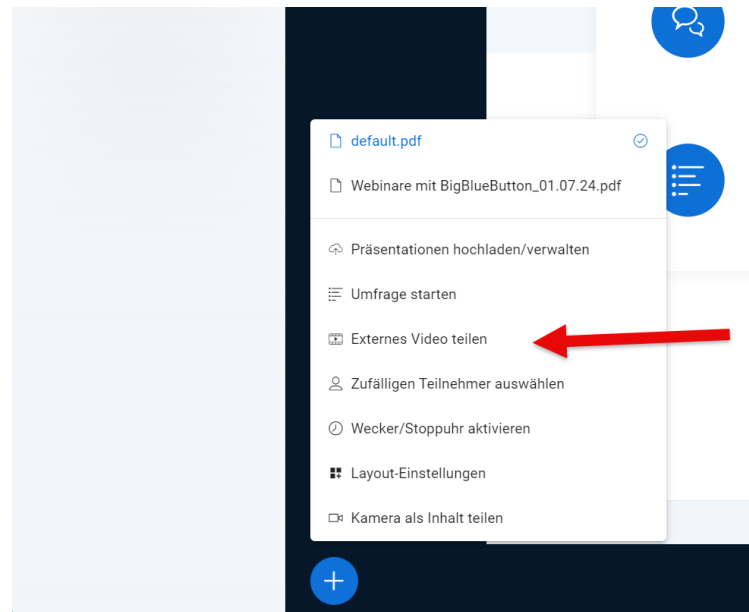 default.pdf
Webinare mit BigBlueButton_01.07.24.pdf
Präsentationen hochladen/verwalten
Umfrage starten
Externes Video teilen
Zufälligen Teilnehmer auswählen
Wecker/Stoppuhr aktivieren
Layout-Einstellungen
Kamera als Inhalt teilen